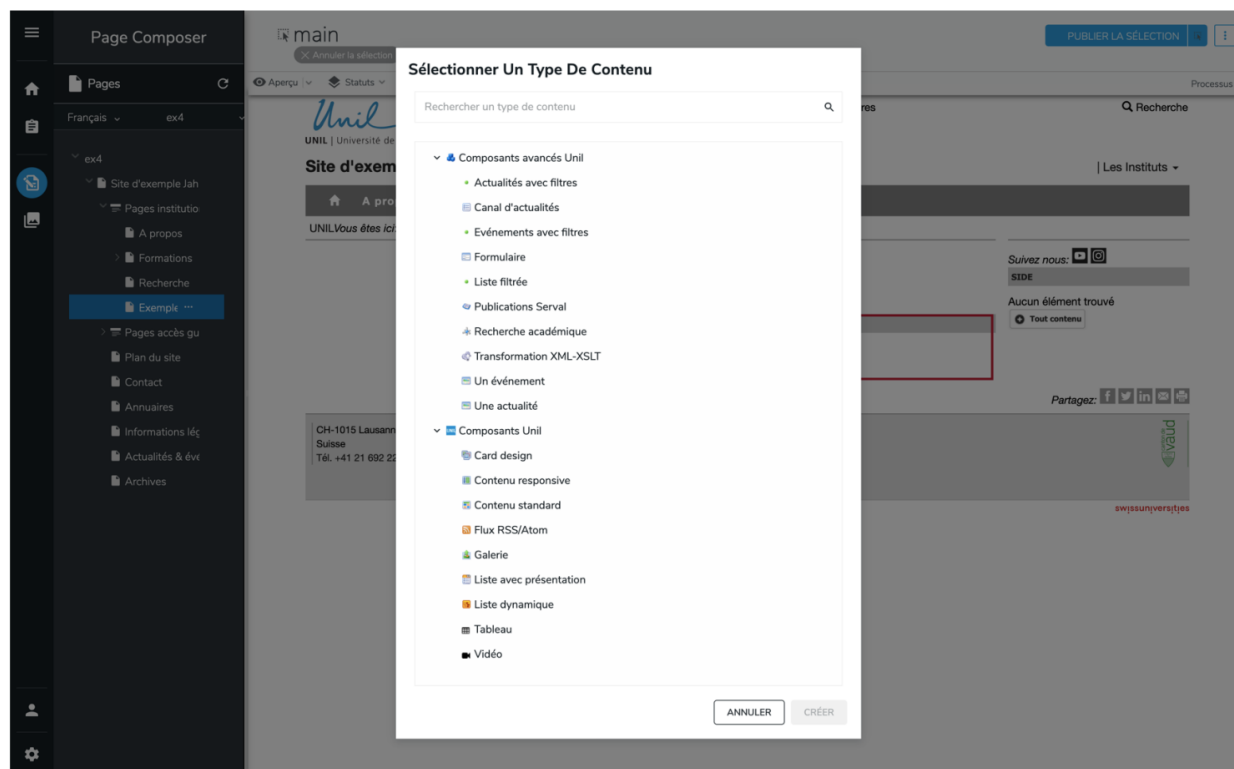 Page Composer
Pages
Français
ex4
ex4
Site d'exemple Jah
Pages institutio
A propos
Formations
Recherche
Exemple ...
Pages accès gu
Plan du site
Contact
Annuaires
Informations lég
Actualités & éve
Archives
main
Annuler la sélection
PUBLIER LA SÉLECTION
Aperçu
Statuts
Processus
Unil
UNIL | Université de
res
Recherche
Site d'exem
| Les Instituts
A pro
UNIL Vous êtes ici:
Suivez nous:
SIDE
Aucun élément trouvé
Tout contenu
Partagez:
CH-1015 Lausann
Suisse
Tél. +41 21 692 22
vaud
swissuniversities
Sélectionner Un Type De Contenu
Rechercher un type de contenu
Composants avancés Unil
Actualités avec filtres
Canal d'actualités
Evénements avec filtres
Formulaire
Liste filtrée
Publications Serval
Recherche académique
Transformation XML-XSLT
Un événement
Une actualité
Composants Unil
Card design
Contenu responsive
Contenu standard
Flux RSS/Atom
Galerie
Liste avec présentation
Liste dynamique
Tableau
Vidéo
ANNULER
CRÉER